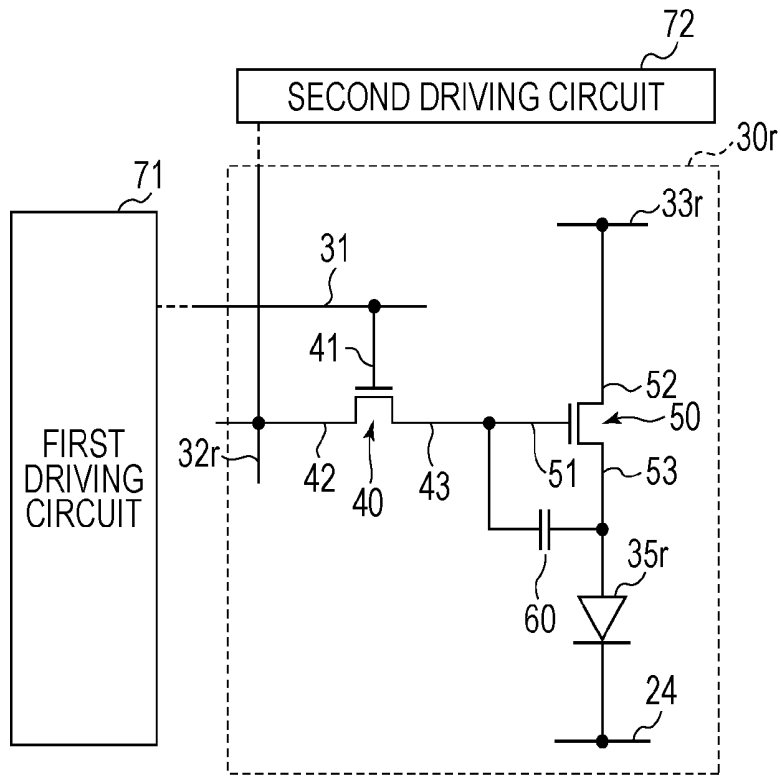 72
SECOND DRIVING CIRCUIT
30r
71
33r
31
41
52
50
FIRST
DRIVING
CIRCUIT
32r
42
40
43
51
53
35r
60
24